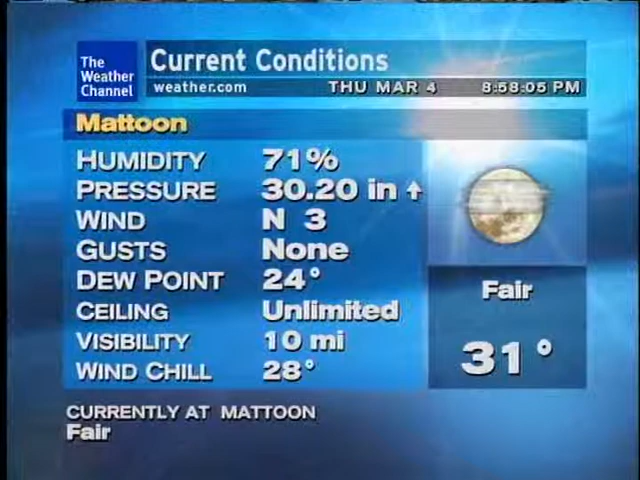 The
Weather
Channel
Current Conditions
weather.com THU MAR 4 8:58:05 PM
Mattoon
HUMIDITY 71%
PRESSURE 30.20 in ↑
WIND N 3
GUSTS None
DEW POINT 24°
CEILING Unlimited
VISIBILITY 10 mi
WIND CHILL 28°
Fair
31°
CURRENTLY AT MATTOON
Fair